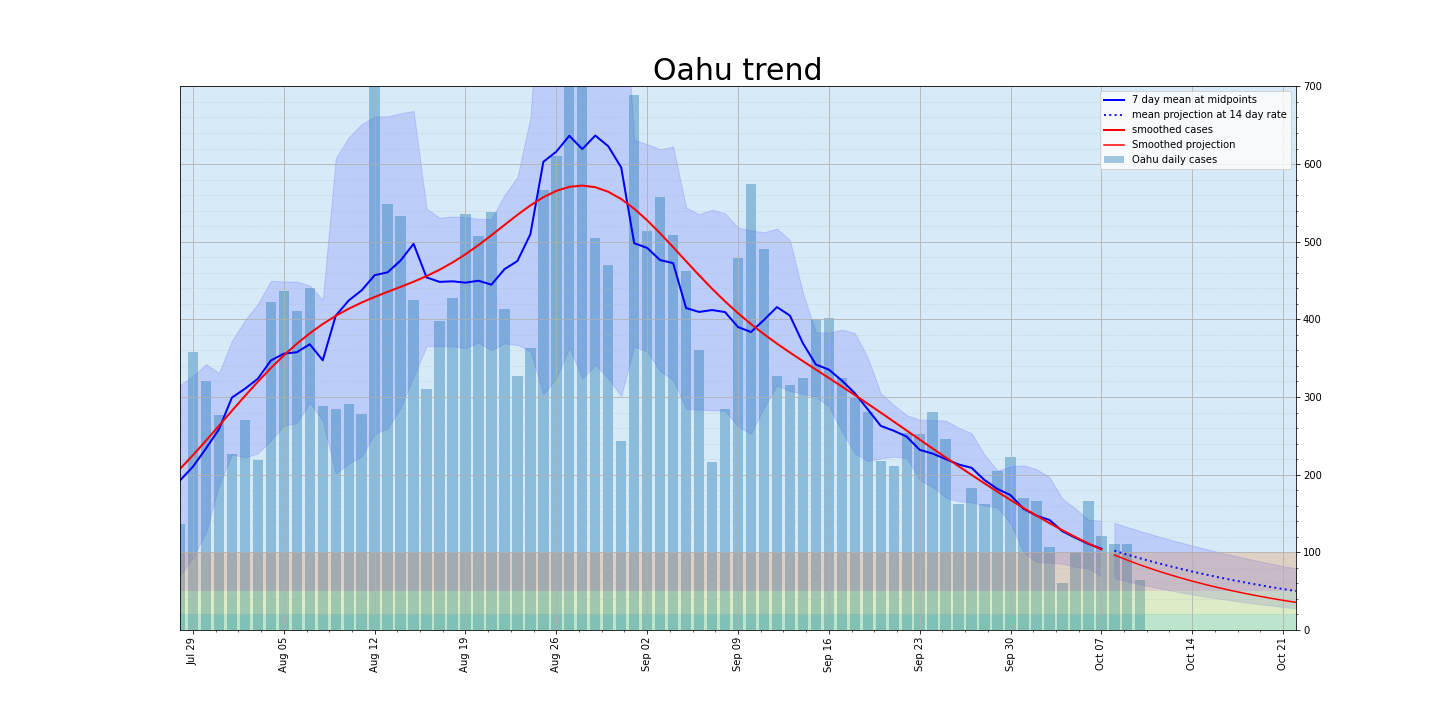 Oahu trend
7 day mean at midpoints
mean projection at 14 day rate
smoothed cases
Smoothed projection
Oahu daily cases
700
600
500
400
300
200
100
0
Jul 29
Aug 05
Aug 12
Aug 19
Aug 26
Sep 02
Sep 09
Sep 16
Sep 23
Sep 30
Oct 07
Oct 14
Oct 21